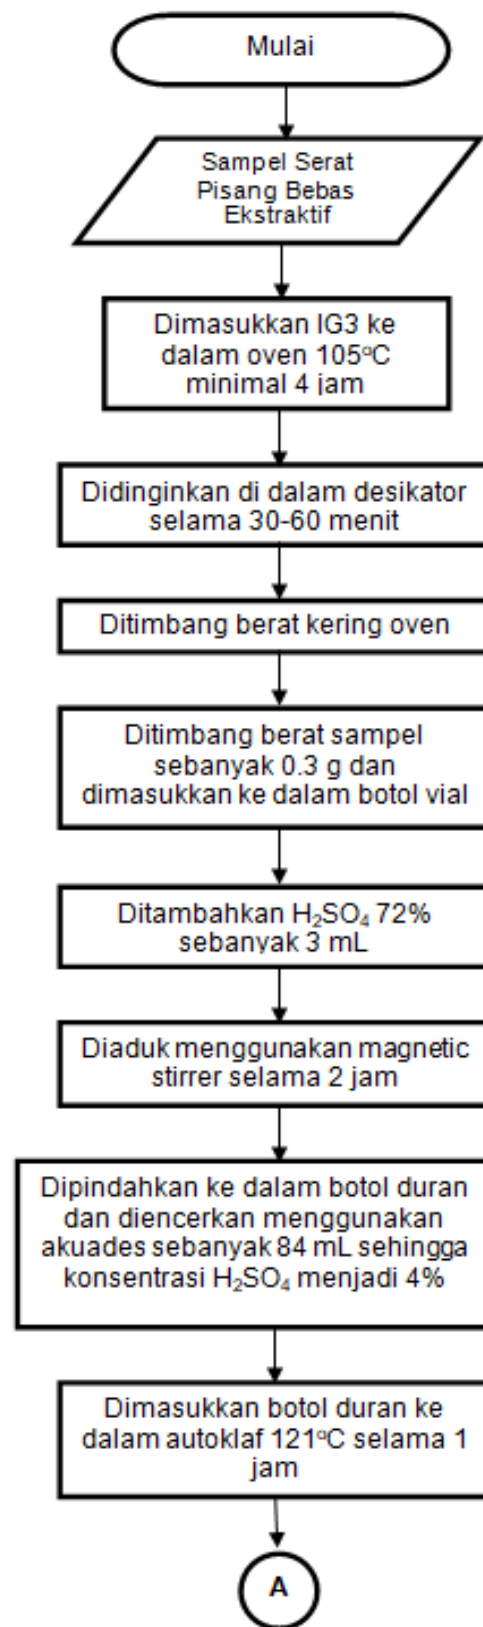 Mulai
Sampel Serat
Pisang Bebas
Ekstraktif
Dimasukkan IG3 ke
dalam oven 105°C
minimal 4 jam
Didinginkan di dalam desikator
selama 30-60 menit
Ditimbang berat kering oven
Ditimbang berat sampel
sebanyak 0.3 g dan
dimasukkan ke dalam botol vial
Ditambahkan H₂SO₄ 72%
sebanyak 3 mL
Diaduk menggunakan magnetic
stirrer selama 2 jam
Dipindahkan ke dalam botol duran
dan diencerkan menggunakan
akuades sebanyak 84 mL sehingga
konsentrasi H₂SO₄ menjadi 4%
Dimasukkan botol duran ke
dalam autoklaf 121°C selama 1
jam
A